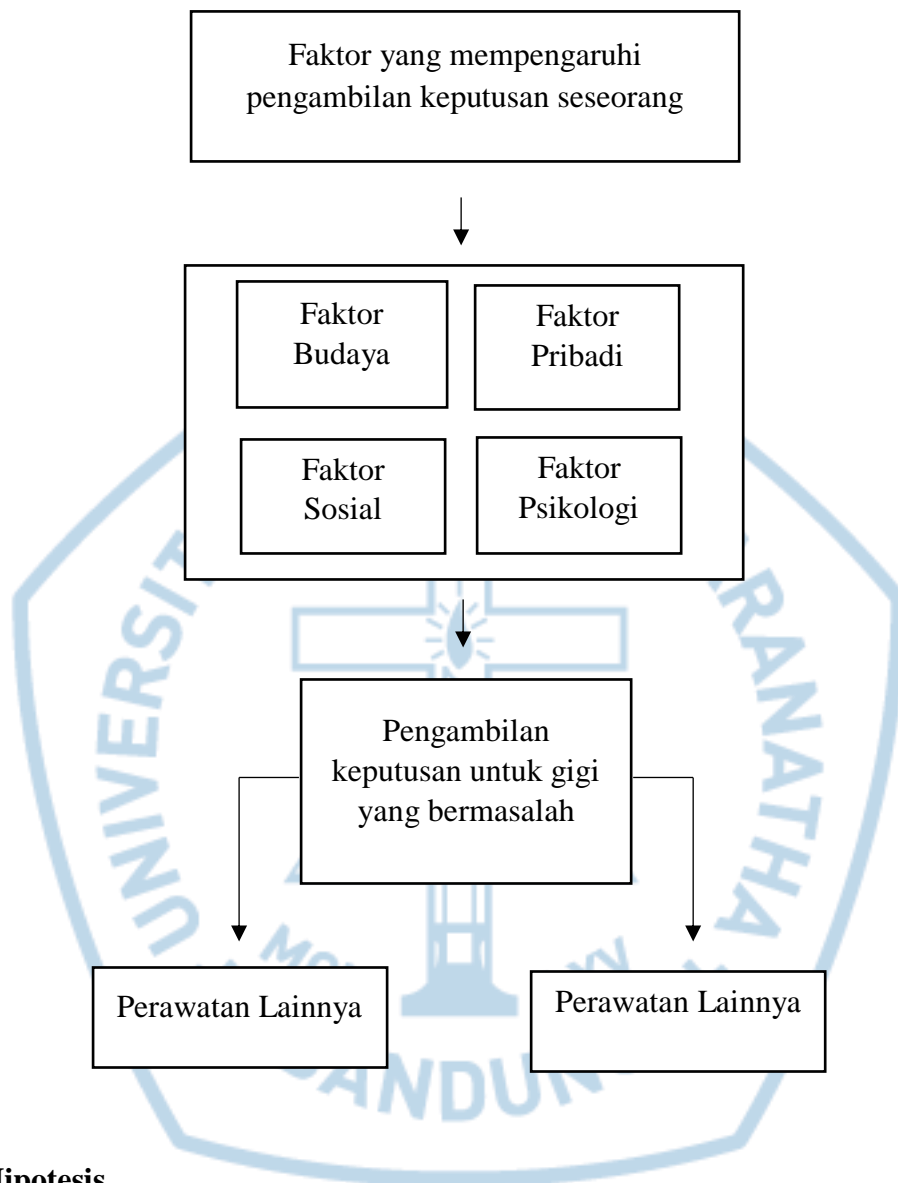 Faktor yang mempengaruhi
pengambilan keputusan seseorang
Faktor
Budaya
Faktor
Pribadi
Faktor
Sosial
Faktor
Psikologi
Pengambilan
keputusan untuk gigi
yang bermasalah
Perawatan Lainnya
Perawatan Lainnya
BANDUNG